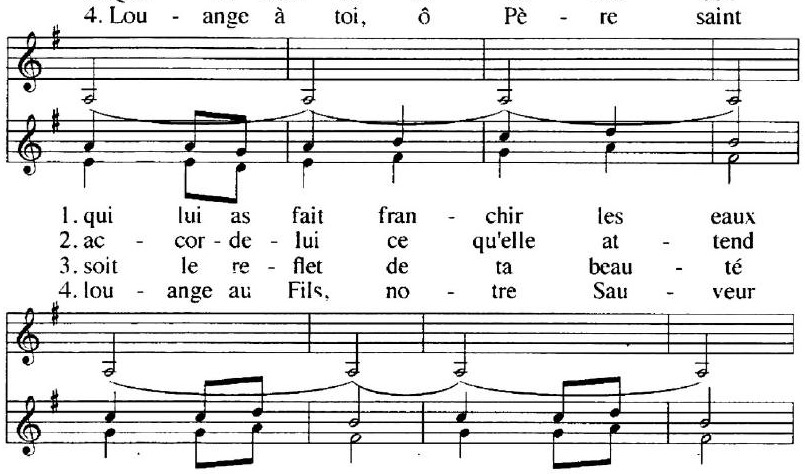 4. Lou - ange à toi, ô Pè - re saint
1. qui lui as fait fran - chir les eaux
2. ac - cor - de - lui ce qu'elle at - tend
3. soit le re - flet de ta beau - té
4. lou - ange au Fils, no - tre Sau - veur